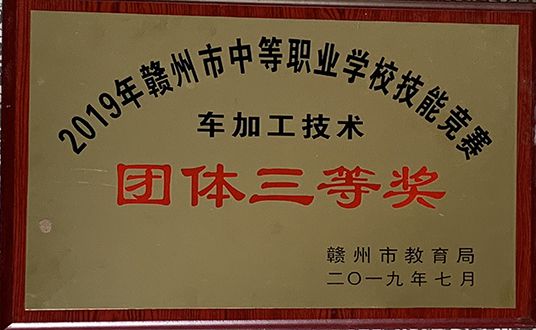 2019年赣州市中等职业学校技能竞赛
车加工技术
团体三等奖
赣州市教育局
二〇一九年七月